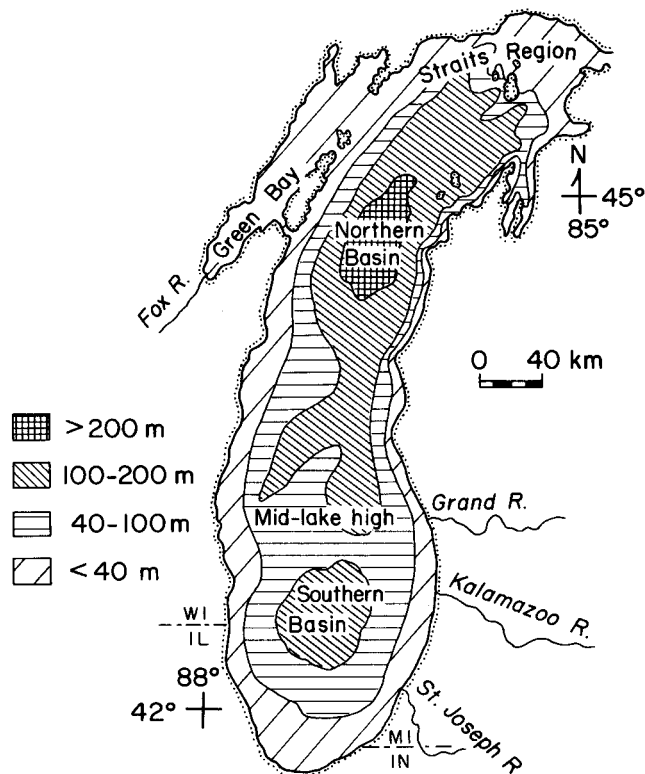 Straits Region
N
45°
85°
Green Bay
Northern
Basin
Fox R.
0 40 km
>200 m
100-200 m
40-100 m
<40 m
Mid-lake high
Grand R.
Southern
Basin
Kalamazoo R.
WI
IL
88°
42°
St. Joseph R.
MI
IN